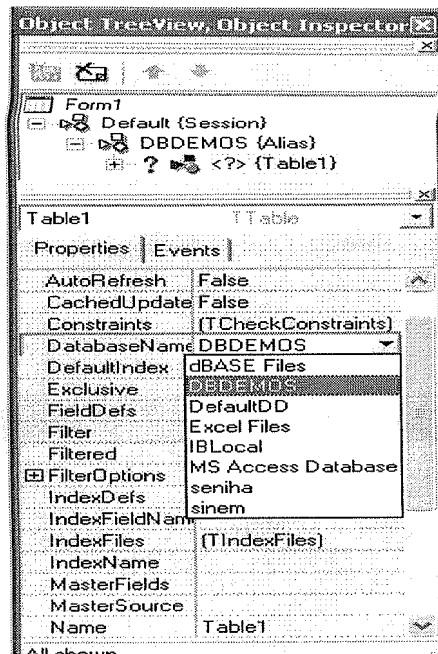 Object TreeView, Object Inspector
Form1
Default {Session}
DBDEMOS {Alias}
? <?> {Table1}
Table1 TTable
Properties Events
AutoRefresh False
CachedUpdate False
Constraints (TCheckConstraints)
DatabaseName DBDEMOS
DefaultIndex dBASE Files
Exclusive DBDEMOS
FieldDefs DefaultDD
Filter Excel Files
Filtered IBLocal
FilterOptions MS Access Database
IndexDefs seniha
IndexFieldNam sinem
IndexFiles (TIndexFiles)
IndexName
MasterFields
MasterSource
Name Table1
All shown